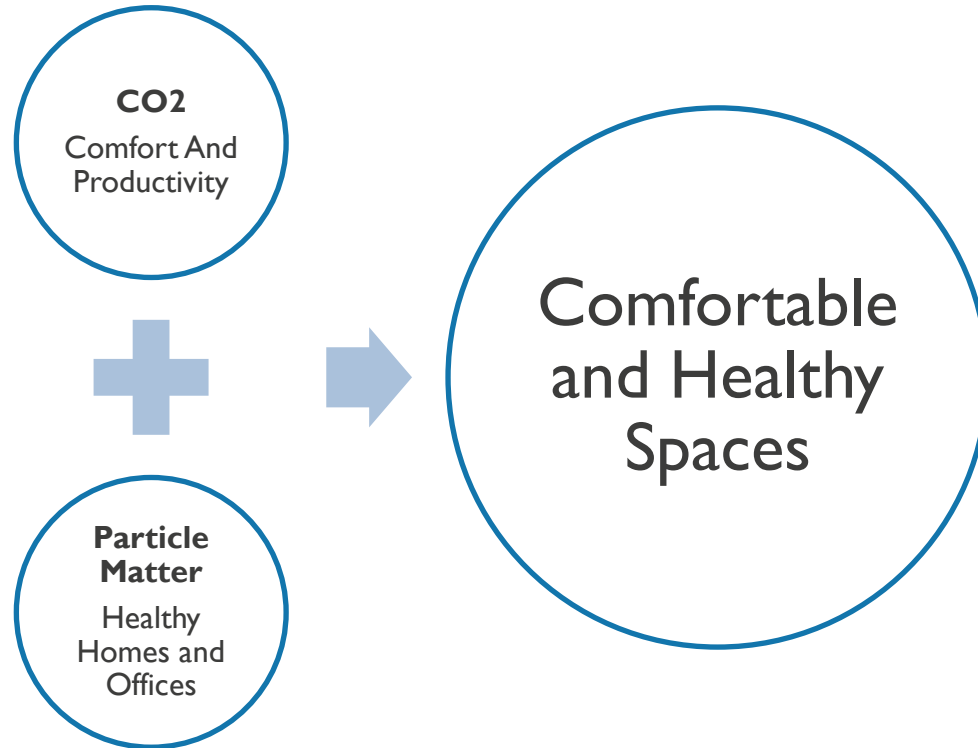 CO2
Comfort And
Productivity
Particle
Matter
Healthy
Homes and
Offices
Comfortable
and Healthy
Spaces